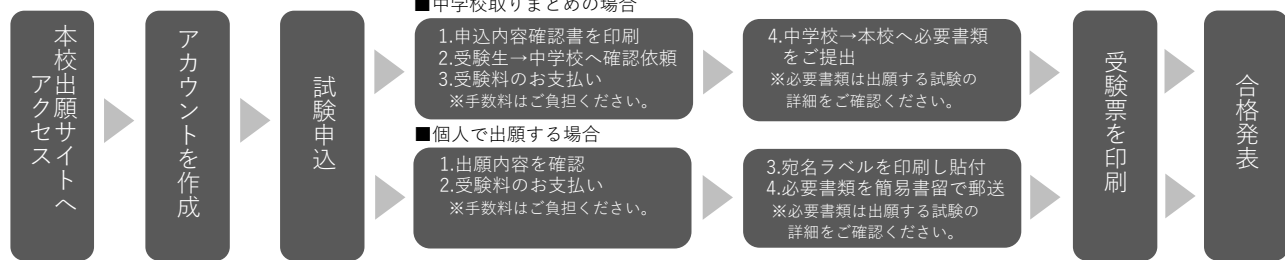 本校出願サイトへ
アクセス
アカウントを作成
試験申込
■中学校取りまとめの場合
1.申込内容確認書を印刷
2.受験生→中学校へ確認依頼
3.受験料のお支払い
※手数料はご負担ください。
4.中学校→本校へ必要書類
をご提出
※必要書類は出願する試験の
詳細をご確認ください。
■個人で出願する場合
1.出願内容を確認
2.受験料のお支払い
※手数料はご負担ください。
3.宛名ラベルを印刷し貼付
4.必要書類を簡易書留で郵送
※必要書類は出願する試験の
詳細をご確認ください。
受験票を印刷
合格発表